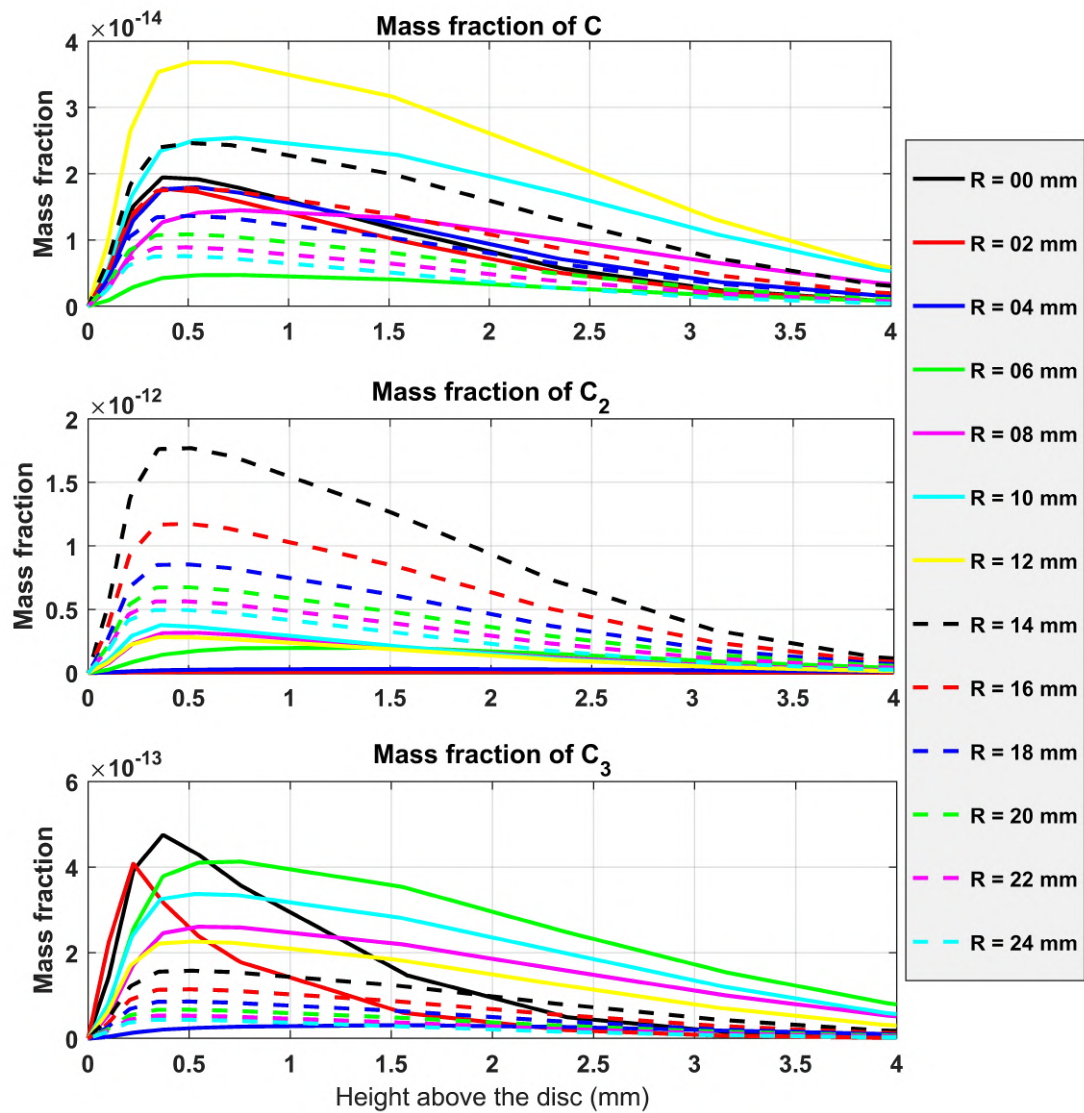 ×10⁻¹⁴
Mass fraction of C
4
3
2
1
0
Mass fraction
0 0.5 1 1.5 2 2.5 3 3.5 4
×10⁻¹²
Mass fraction of C₂
2
1.5
1
0.5
0
Mass fraction
0 0.5 1 1.5 2 2.5 3 3.5 4
×10⁻¹³
Mass fraction of C₃
6
4
2
0
Mass fraction
0 0.5 1 1.5 2 2.5 3 3.5 4
Height above the disc (mm)
R = 00 mm
R = 02 mm
R = 04 mm
R = 06 mm
R = 08 mm
R = 10 mm
R = 12 mm
R = 14 mm
R = 16 mm
R = 18 mm
R = 20 mm
R = 22 mm
R = 24 mm